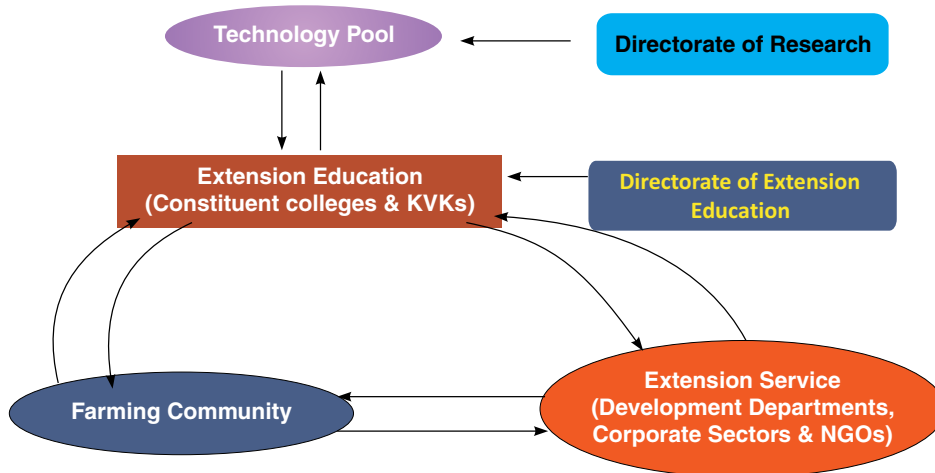 Technology Pool
Directorate of Research
Extension Education
(Constituent colleges & KVKs)
Directorate of Extension
Education
Farming Community
Extension Service
(Development Departments,
Corporate Sectors & NGOs)